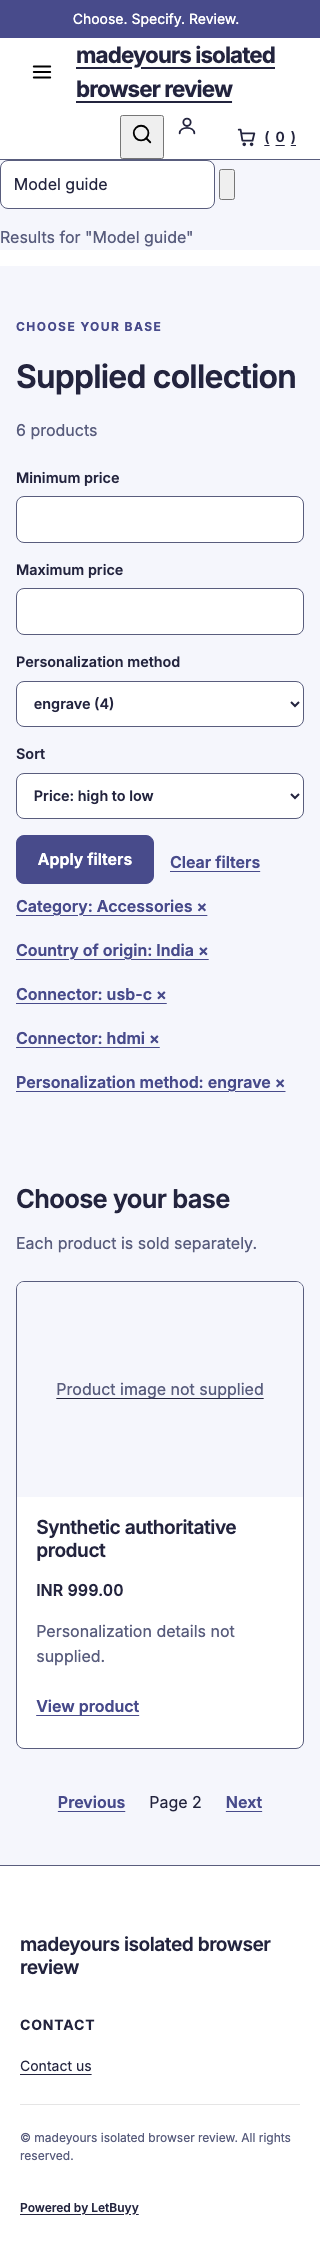 Choose. Specify. Review.
madeyours isolated
browser review
( 0 )
Model guide
Results for "Model guide"
CHOOSE YOUR BASE
Supplied collection
6 products
Minimum price
Maximum price
Personalization method
engrave (4)
Sort
Price: high to low
Apply filters
Clear filters
Category: Accessories ×
Country of origin: India ×
Connector: usb-c ×
Connector: hdmi ×
Personalization method: engrave ×
Choose your base
Each product is sold separately.
Product image not supplied
Synthetic authoritative
product
INR 999.00
Personalization details not
supplied.
View product
Previous Page 2 Next
madeyours isolated browser
review
CONTACT
Contact us
© madeyours isolated browser review. All rights
reserved.
Powered by LetBuyy